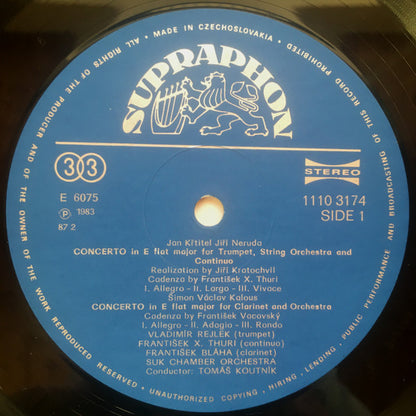 ALL RIGHTS OF THE PRODUCER AND OF THE OWNER OF THE WORK REPRODUCED RESERVED • UNAUTHORIZED COPYING • HIRING • LENDING • PUBLIC PERFORMANCE AND BROADCASTING OF THIS RECORD PROHIBITED • MADE IN CZECHOSLOVAKIA •
SUPRAPHON
33
STEREO
E 6075
1110 3174
Ⓟ 1983
SIDE 1
87 2
Jan Křtitel Jiří Neruda
CONCERTO in E flat major for Trumpet, String Orchestra and
Continuo
Realization by Jiří Kratochvíl
Cadenza by František X. Thuri
I. Allegro - II. Largo - III. Vivace
Šimon Václav Kalous
CONCERTO in E flat major for Clarinet and Orchestra
Cadenza by František Vacovský
I. Allegro - II. Adagio - III. Rondo
VLADIMÍR REJLEK (trumpet)
FRANTIŠEK X. THURI (continuo)
FRANTIŠEK BLÁHA (clarinet)
SUK CHAMBER ORCHESTRA
Conductor: TOMÁŠ KOUTNÍK